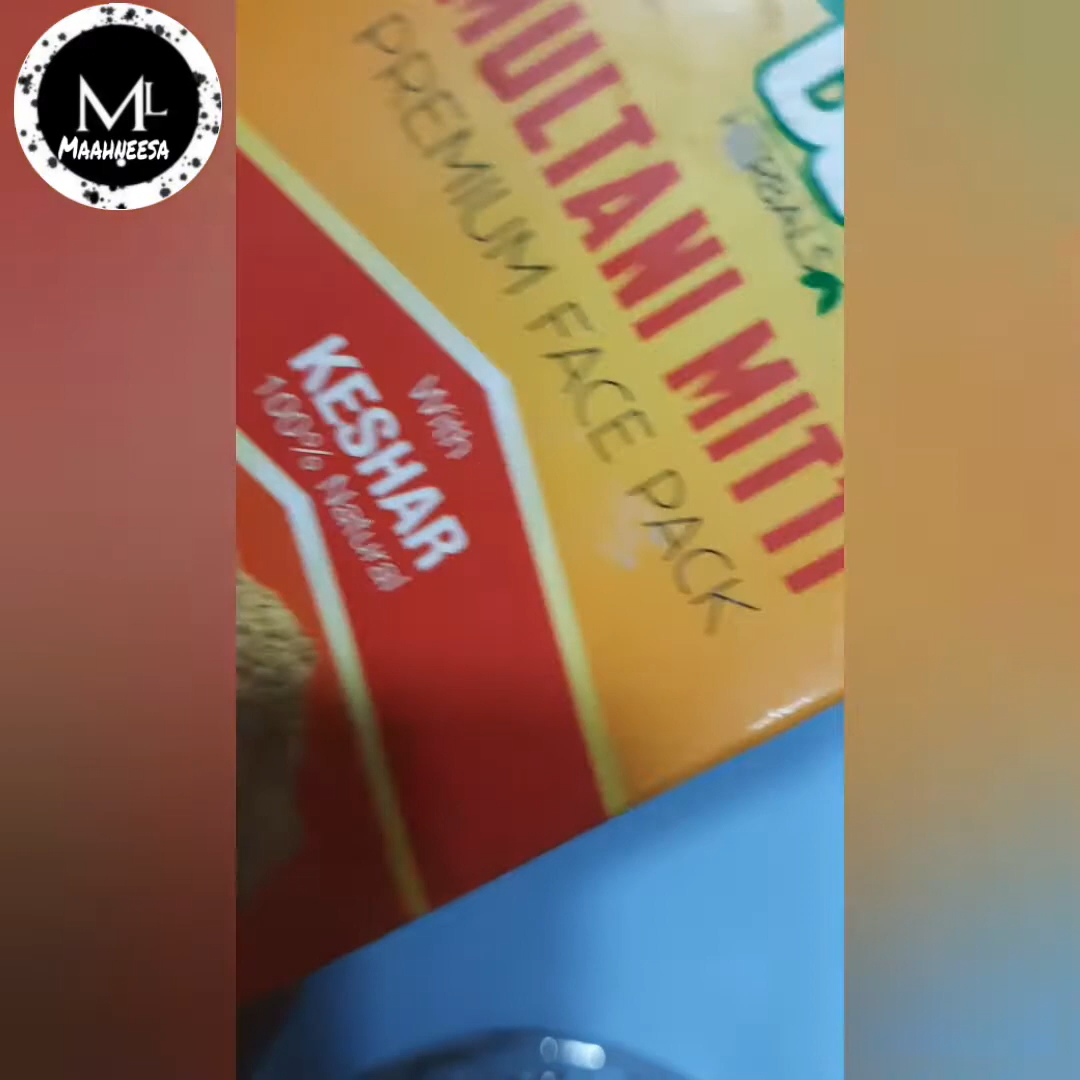 ML
MAAHNEESA
MULTANI MITTI
PREMIUM FACE PACK
With
KESHAR
100% Natural